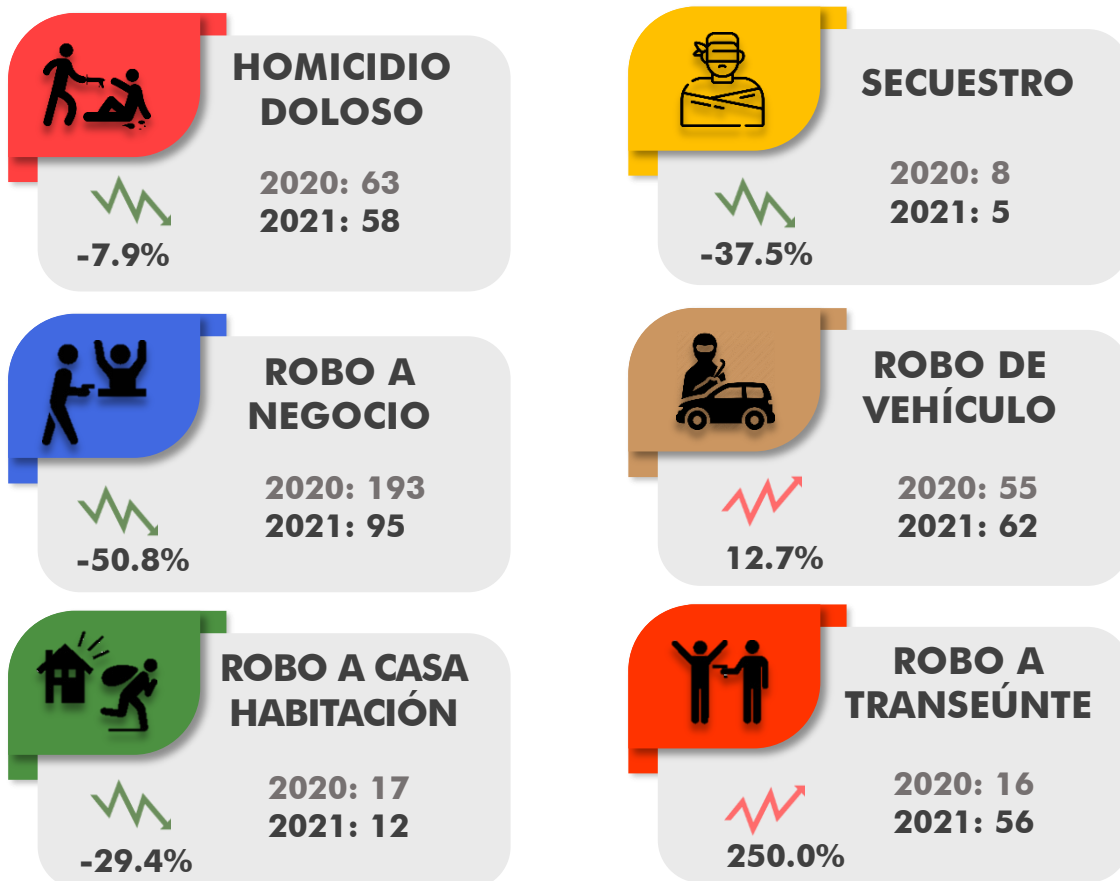 HOMICIDIO
DOLOSO
2020: 63
2021: 58
-7.9%
SECUESTRO
2020: 8
2021: 5
-37.5%
ROBO A
NEGOCIO
2020: 193
2021: 95
-50.8%
ROBO DE
VEHÍCULO
2020: 55
2021: 62
12.7%
ROBO A CASA
HABITACIÓN
2020: 17
2021: 12
-29.4%
ROBO A
TRANSEÚNTE
2020: 16
2021: 56
250.0%